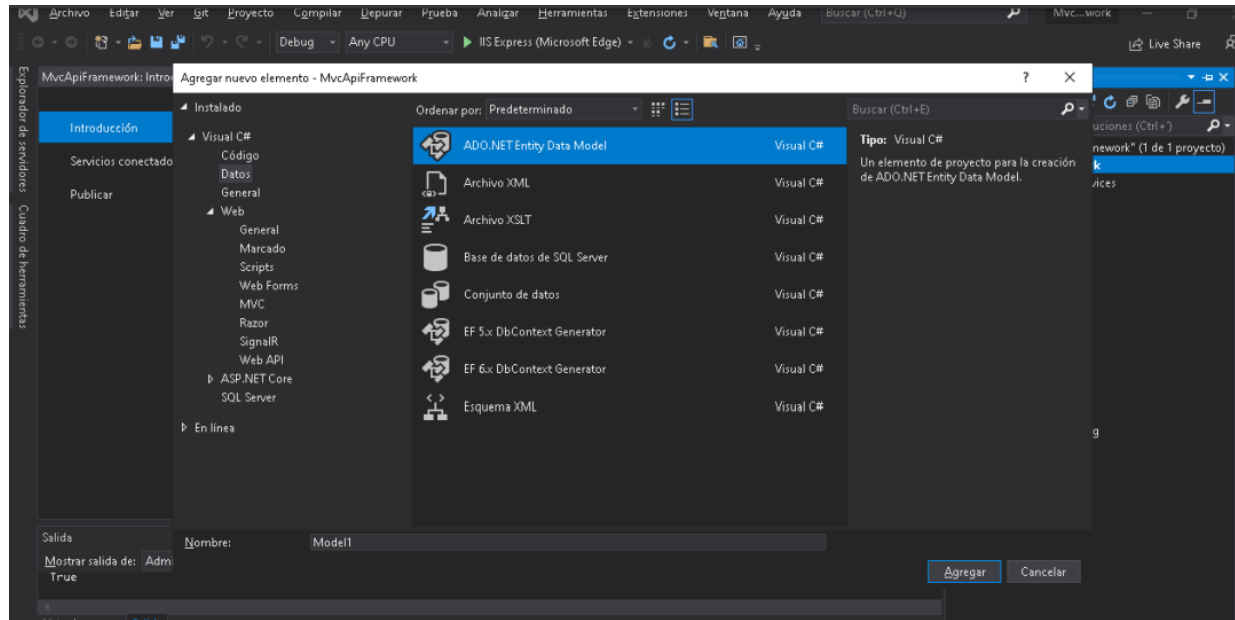 Archivo Editar Ver Git Proyecto Compilar Depurar Prueba Analizar Herramientas Extensiones Ventana Ayuda Buscar (Ctrl+Q) Mvc...work
Debug Any CPU IIS Express (Microsoft Edge) Live Share
Explorador de servidores
Cuadro de herramientas
MvcApiFramework: Intro
Introducción
Servicios conectado
Publicar
Agregar nuevo elemento - MvcApiFramework ? ×
Instalado
Visual C#
Código
Datos
General
Web
General
Marcado
Scripts
Web Forms
MVC
Razor
SignalR
Web API
ASP.NET Core
SQL Server
En línea
Ordenar por: Predeterminado
Buscar (Ctrl+E)
ADO.NET Entity Data Model Visual C#
Archivo XML Visual C#
Archivo XSLT Visual C#
Base de datos de SQL Server Visual C#
Conjunto de datos Visual C#
EF 5.x DbContext Generator Visual C#
EF 6.x DbContext Generator Visual C#
Esquema XML Visual C#
Tipo: Visual C#
Un elemento de proyecto para la creación
de ADO.NET Entity Data Model.
Nombre: Model1
Agregar Cancelar
uciones (Ctrl+´)
nework" (1 de 1 proyecto)
k
vices
g
Salida
Mostrar salida de: Adm
True